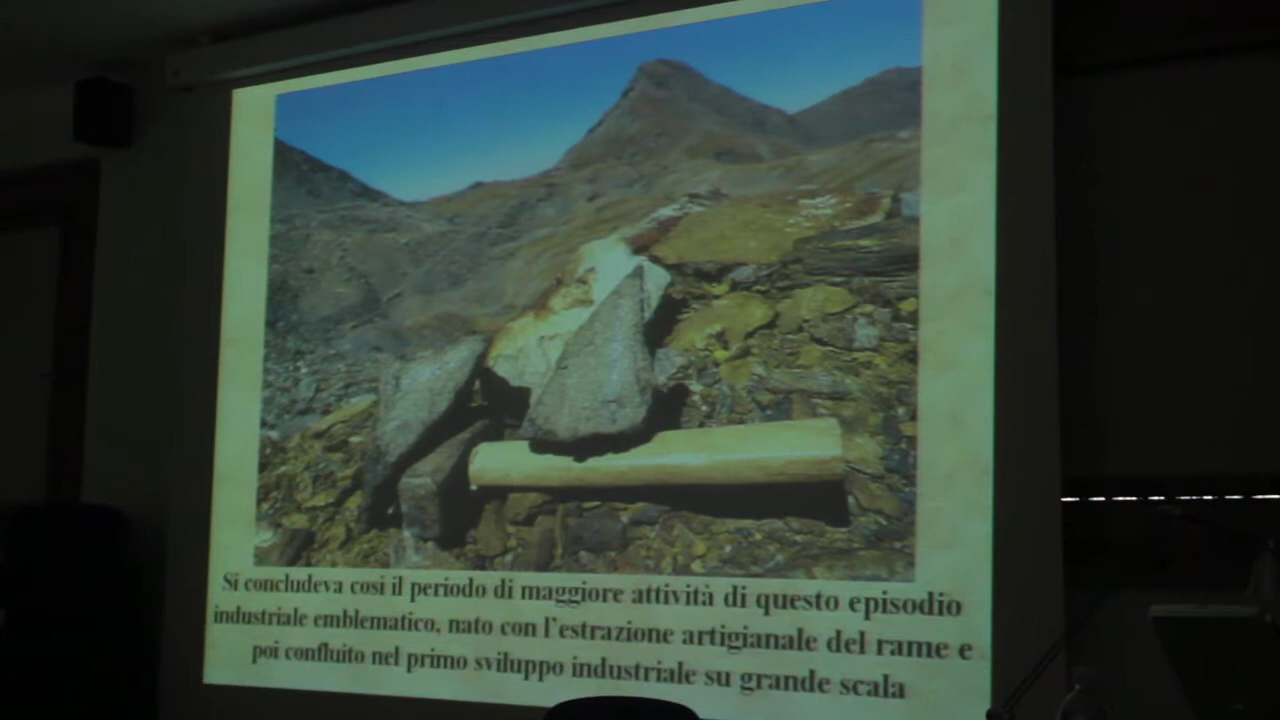 Si concludeva così il periodo di maggiore attività di questo episodio
industriale emblematico, nato con l'estrazione artigianale del rame e
poi confluito nel primo sviluppo industriale su grande scala